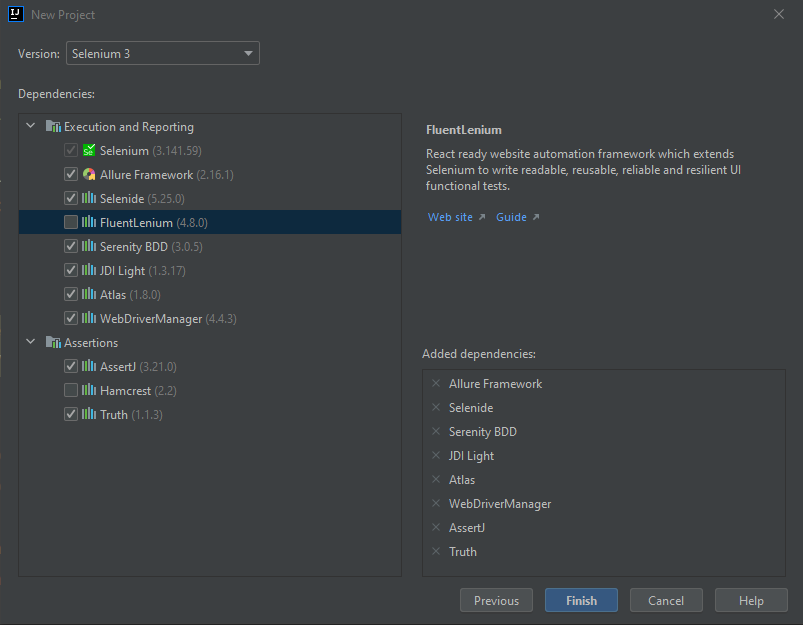 IJ
New Project
Version: Selenium 3
Dependencies:
Execution and Reporting
Se
Selenium (3.141.59)
Allure Framework (2.16.1)
Selenide (5.25.0)
FluentLenium (4.8.0)
Serenity BDD (3.0.5)
JDI Light (1.3.17)
Atlas (1.8.0)
WebDriverManager (4.4.3)
Assertions
AssertJ (3.21.0)
Hamcrest (2.2)
Truth (1.1.3)
FluentLenium
React ready website automation framework which extends
Selenium to write readable, reusable, reliable and resilient UI
functional tests.
Web site ↗ Guide ↗
Added dependencies:
Allure Framework
Selenide
Serenity BDD
JDI Light
Atlas
WebDriverManager
AssertJ
Truth
Previous Finish Cancel Help